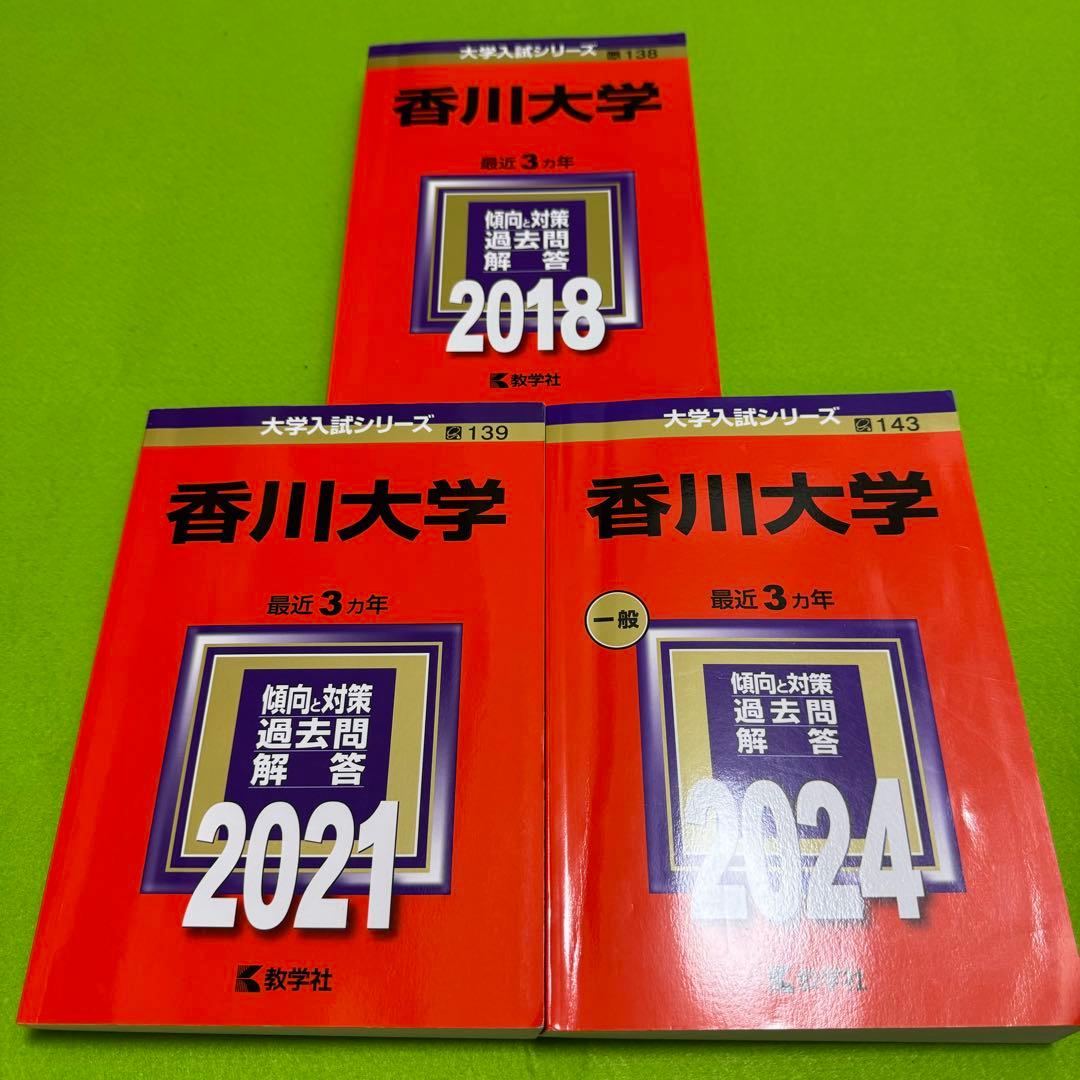 大学入試シリーズ
138
香川大学
最近3カ年
傾向と対策
過去問
解答
2018
教学社
大学入試シリーズ
139
香川大学
最近3カ年
傾向と対策
過去問
解答
2021
教学社
大学入試シリーズ
143
香川大学
最近3カ年
一般
傾向と対策
過去問
解答
2024
教学社